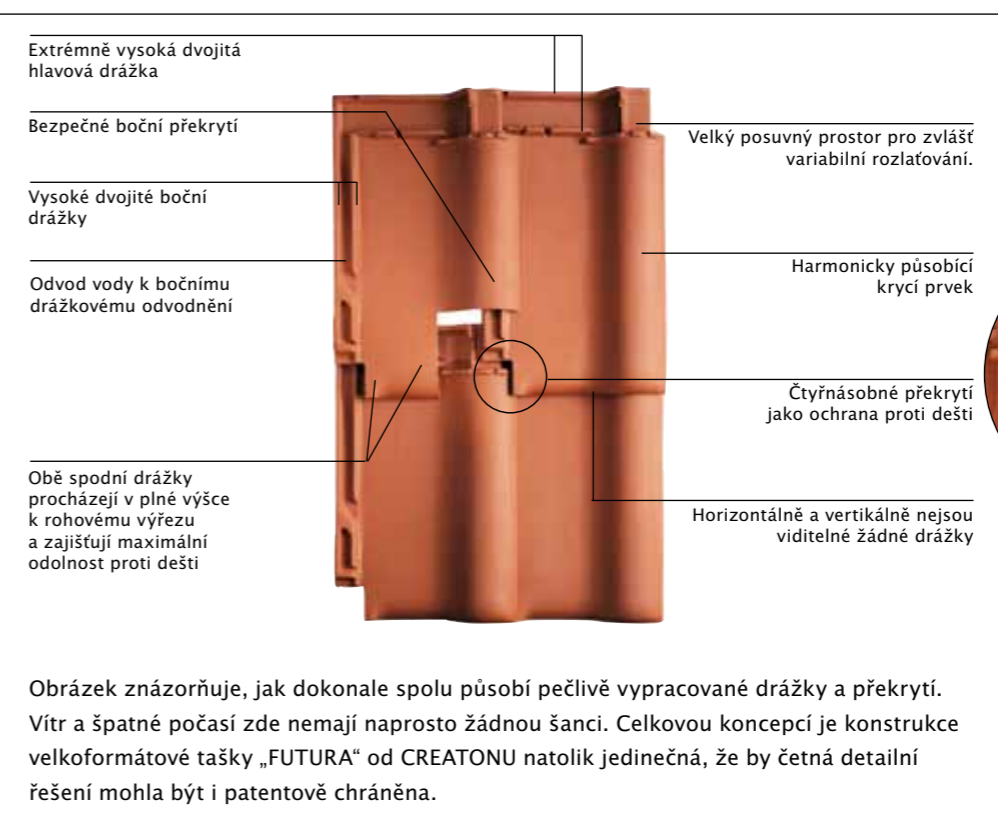 Extrémně vysoká dvojitá
hlavová drážka
Bezpečné boční překrytí
Vysoké dvojité boční
drážky
Odvod vody k bočnímu
drážkovému odvodnění
Obě spodní drážky
procházejí v plné výšce
k rohovému výřezu
a zajišťují maximální
odolnost proti dešti
Velký posuvný prostor pro zvlášť
variabilní rozlaťování.
Harmonicky působící
krycí prvek
Čtyřnásobné překrytí
jako ochrana proti dešti
Horizontálně a vertikálně nejsou
viditelné žádné drážky
Obrázek znázorňuje, jak dokonale spolu působí pečlivě vypracované drážky a překrytí.
Vítr a špatné počasí zde nemají naprosto žádnou šanci. Celkovou koncepcí je konstrukce
velkoformátové tašky „FUTURA“ od CREATONU natolik jedinečná, že by četná detailní
řešení mohla být i patentově chráněna.